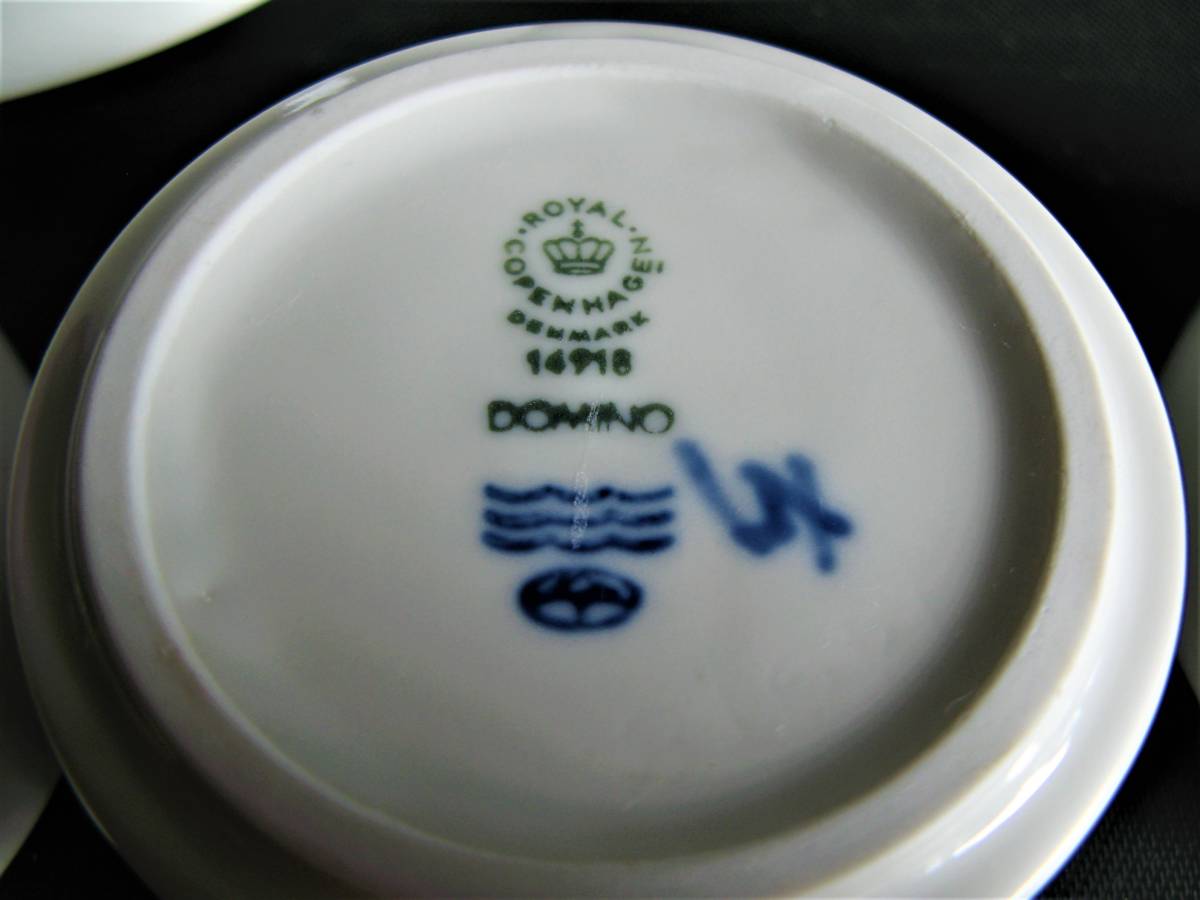 ROYAL
COPENHAGEN
DENMARK
14918
DOMINO